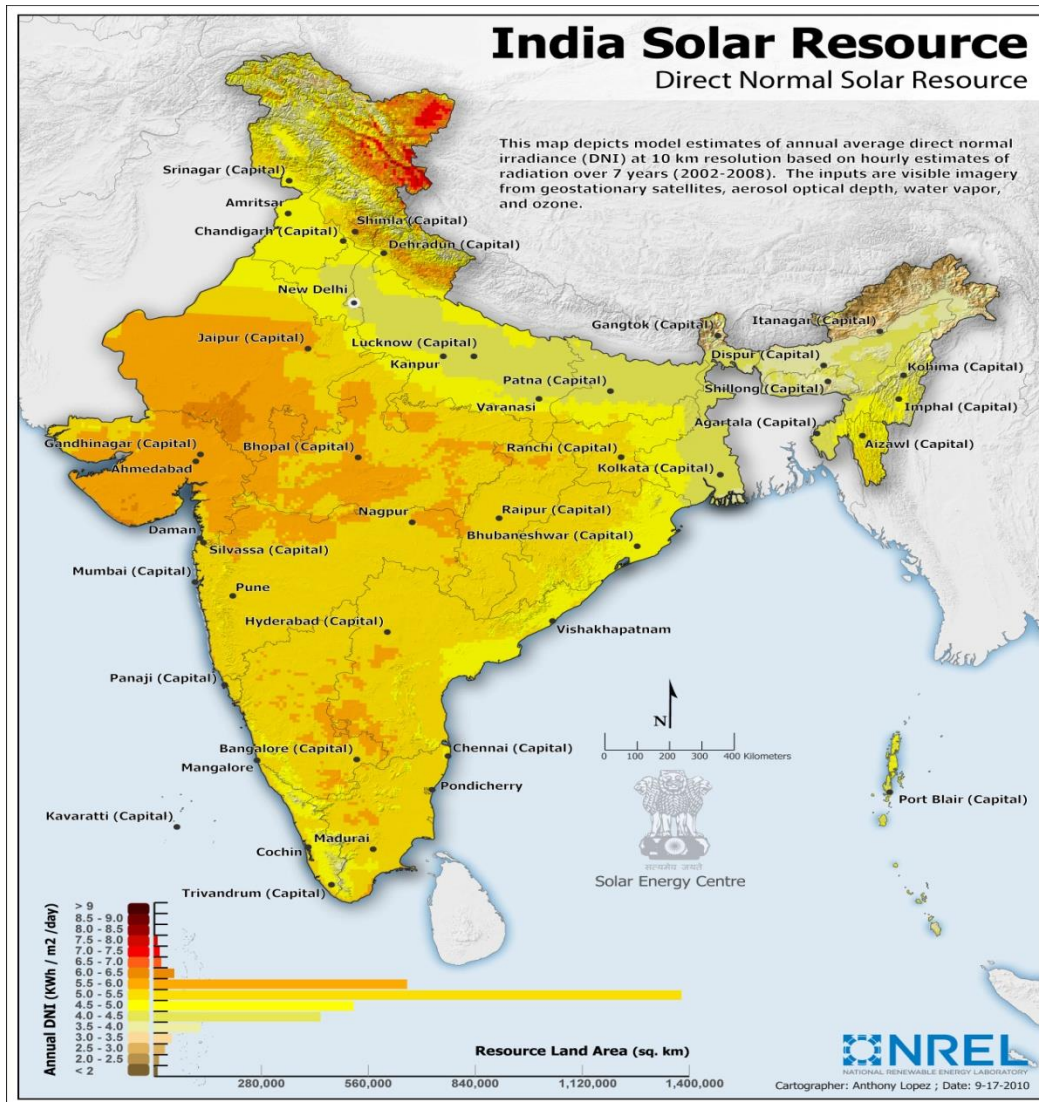 India Solar Resource
Direct Normal Solar Resource
This map depicts model estimates of annual average direct normal
irradiance (DNI) at 10 km resolution based on hourly estimates of
radiation over 7 years (2002-2008). The inputs are visible imagery
from geostationary satellites, aerosol optical depth, water vapor,
and ozone.
Srinagar (Capital)
Amritsar
Shimla (Capital)
Chandigarh (Capital)
Dehradun (Capital)
New Delhi
Jaipur (Capital)
Lucknow (Capital)
Kanpur
Gangtok (Capital)
Itanagar (Capital)
Dispur (Capital)
Patna (Capital)
Shillong (Capital)
Kohima (Capital)
Varanasi
Imphal (Capital)
Agartala (Capital)
Gandhinagar (Capital)
Bhopal (Capital)
Ranchi (Capital)
Aizawl (Capital)
Ahmedabad
Kolkata (Capital)
Nagpur
Raipur (Capital)
Daman
Bhubaneshwar (Capital)
Silvassa (Capital)
Mumbai (Capital)
Pune
Hyderabad (Capital)
Vishakhapatnam
Panaji (Capital)
N
Bangalore (Capital)
Chennai (Capital)
0 100 200 300 400 Kilometers
Mangalore
Pondicherry
Port Blair (Capital)
Kavaratti (Capital)
Madurai
Cochin
सत्यमेव जयते
Solar Energy Centre
Trivandrum (Capital)
Annual DNI (KWh / m2 /day)
> 9
8.5 - 9.0
8.0 - 8.5
7.5 - 8.0
7.0 - 7.5
6.5 - 7.0
6.0 - 6.5
5.5 - 6.0
5.0 - 5.5
4.5 - 5.0
4.0 - 4.5
3.5 - 4.0
3.0 - 3.5
2.5 - 3.0
2.0 - 2.5
< 2
Resource Land Area (sq. km)
280,000 560,000 840,000 1,120,000 1,400,000
NREL
NATIONAL RENEWABLE ENERGY LABORATORY
Cartographer: Anthony Lopez ; Date: 9-17-2010